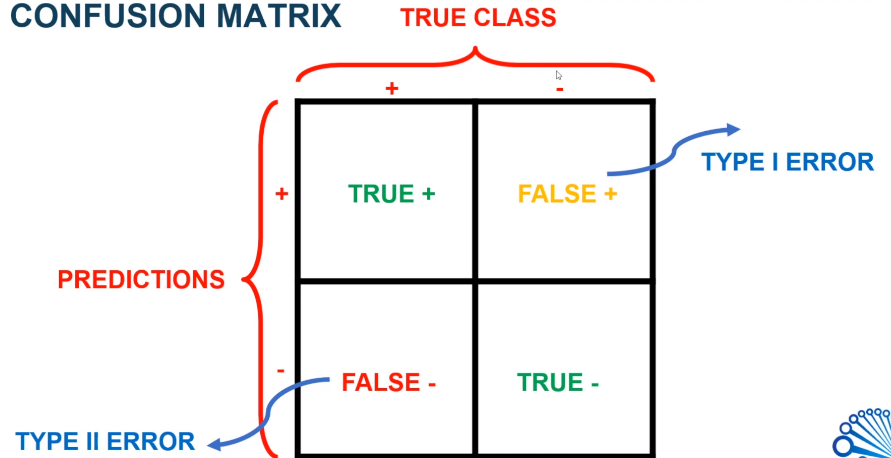 CONFUSION MATRIX
TRUE CLASS
+ -
TYPE I ERROR
+ TRUE + FALSE +
PREDICTIONS
- FALSE - TRUE -
TYPE II ERROR